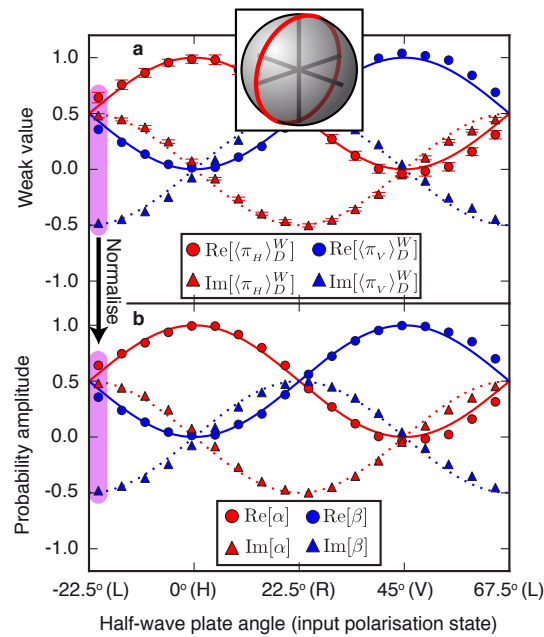 a
1.0
0.5
0.0
-0.5
-1.0
Weak value
Re[⟨π_H⟩_D^W] Re[⟨π_V⟩_D^W]
Im[⟨π_H⟩_D^W] Im[⟨π_V⟩_D^W]
Normalise
b
1.0
0.5
0.0
-0.5
-1.0
Probability amplitude
Re[α] Re[β]
Im[α] Im[β]
-22.5° (L) 0° (H) 22.5° (R) 45° (V) 67.5° (L)
Half-wave plate angle (input polarisation state)